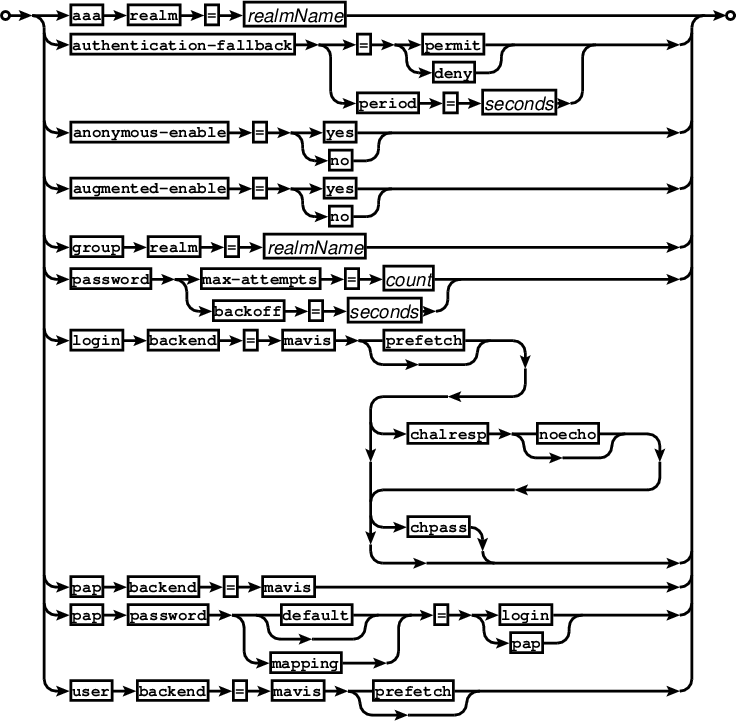 aaa realm = realmName
authentication-fallback = permit
deny
period = seconds
anonymous-enable = yes
no
augmented-enable = yes
no
group realm = realmName
password max-attempts = count
backoff = seconds
login backend = mavis prefetch
chalresp noecho
chpass
pap backend = mavis
pap password default = login
pap
mapping
user backend = mavis prefetch